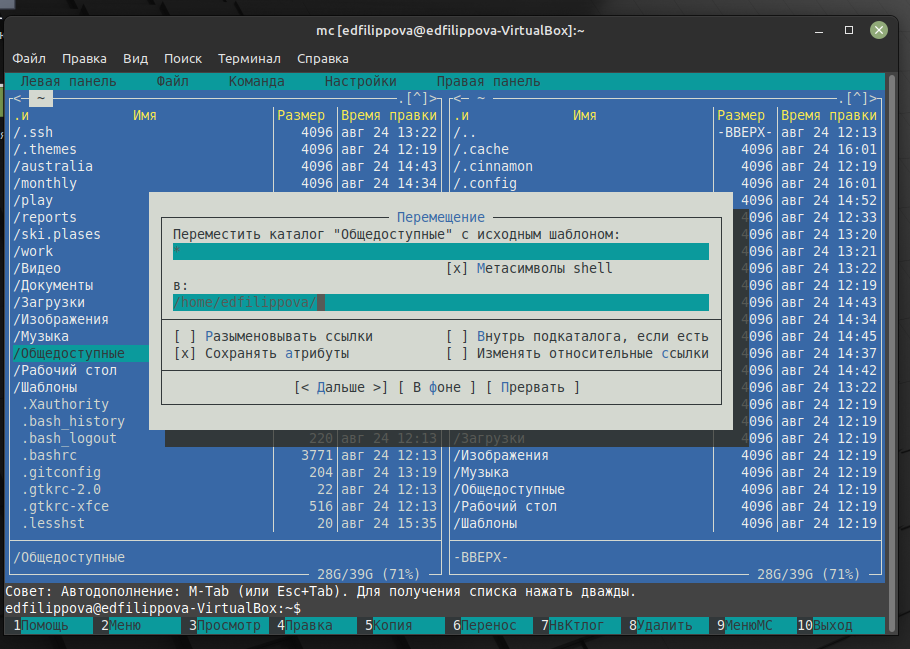 mc [edfilippova@edfilippova-VirtualBox]:~
Файл Правка Вид Поиск Терминал Справка
Левая панель Файл Команда Настройки Правая панель
<— ~ .[^]> <— ~ .[^]>
.и Имя Размер Время правки .и Имя Размер Время правки
/.ssh 4096 авг 24 13:22 /.. -ВВЕРХ- авг 24 12:13
/.themes 4096 авг 24 12:19 /.cache 4096 авг 24 16:01
/australia 4096 авг 24 14:43 /.cinnamon 4096 авг 24 12:19
/monthly 4096 авг 24 14:34 /.config 4096 авг 24 16:01
/play 4096 авг 24 14:52
/reports Перемещение 4096 авг 24 12:33
/ski.plases Переместить каталог "Общедоступные" с исходным шаблоном: 4096 авг 24 13:20
/work * 4096 авг 24 13:21
/Видео [x] Метасимволы shell 4096 авг 24 13:22
/Документы в: 4096 авг 24 12:19
/Загрузки /home/edfilippova/ 4096 авг 24 14:43
/Изображения 4096 авг 24 14:34
/Музыка [ ] Разыменовывать ссылки [ ] Внутрь подкаталога, если есть 4096 авг 24 14:45
/Общедоступные [x] Сохранять атрибуты [ ] Изменять относительные ссылки 4096 авг 24 14:37
/Рабочий стол 4096 авг 24 14:42
/Шаблоны [< Дальше >] [ В фоне ] [ Прервать ] 4096 авг 24 13:22
.Xauthority 4096 авг 24 12:19
.bash_history 4096 авг 24 12:19
.bash_logout 220 авг 24 12:13 /Загрузки 4096 авг 24 12:19
.bashrc 3771 авг 24 12:13 /Изображения 4096 авг 24 12:19
.gitconfig 204 авг 24 13:19 /Музыка 4096 авг 24 12:19
.gtkrc-2.0 22 авг 24 12:13 /Общедоступные 4096 авг 24 12:19
.gtkrc-xfce 516 авг 24 12:13 /Рабочий стол 4096 авг 24 12:19
.lesshst 20 авг 24 15:35 /Шаблоны 4096 авг 24 12:19
/Общедоступные -ВВЕРХ-
28G/39G (71%) 28G/39G (71%)
Совет: Автодополнение: M-Tab (или Esc+Tab). Для получения списка нажать дважды.
edfilippova@edfilippova-VirtualBox:~$
1Помощь 2Меню 3Просмотр 4Правка 5Копия 6Перенос 7НвКтлог 8Удалить 9МенюMC 10Выход